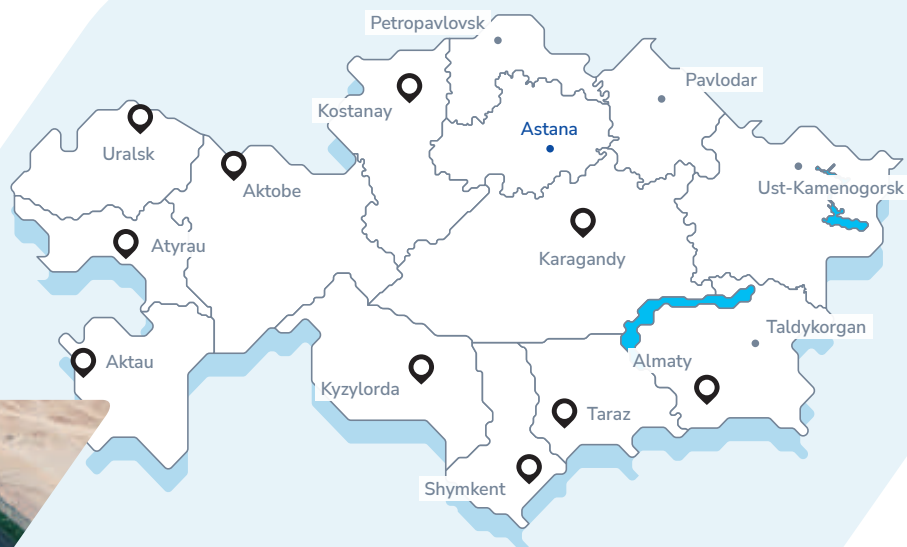 Petropavlovsk
Pavlodar
Kostanay
Astana
Uralsk
Aktobe
Ust-Kamenogorsk
Atyrau
Karagandy
Taldykorgan
Aktau
Almaty
Kyzylorda
Taraz
Shymkent